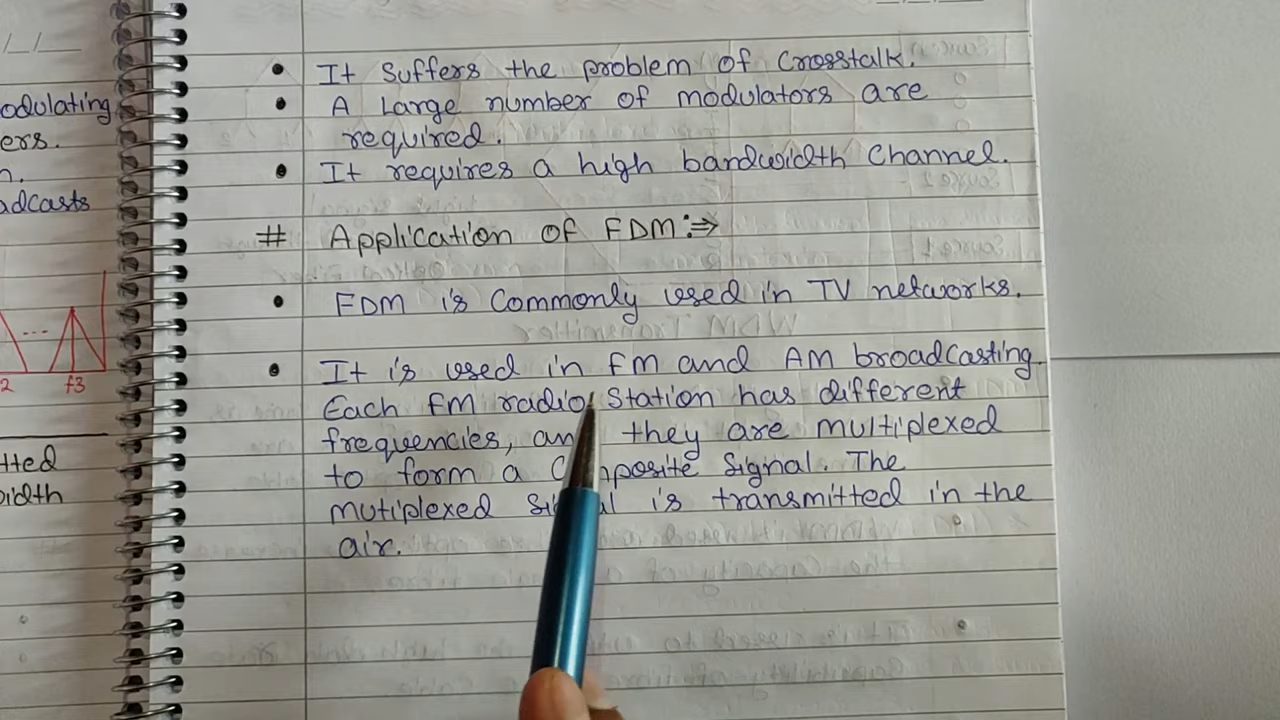 odulating
ers.
n.
adcasts
2 f3
tted
width
• It suffers the problem of Crosstalk.
• A Large number of modulators are
required.
• It requires a high bandwidth Channel.
# Application of FDM:⇒
• FDM is Commonly used in TV networks.
• It is used in FM and AM broadcasting.
Each FM radio Station has different
frequencies, and they are multiplexed
to form a Composite Signal. The
mutiplexed Signal is transmitted in the
air.